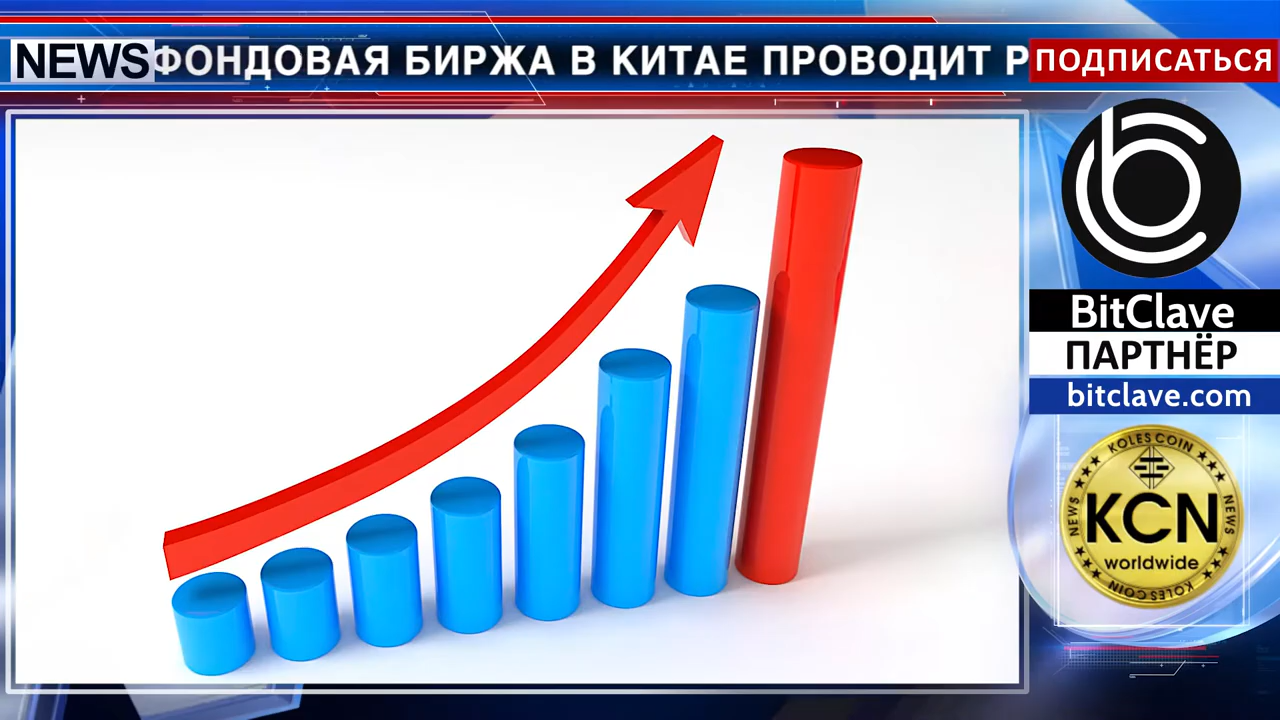 NEWS ФОНДОВАЯ БИРЖА В КИТАЕ ПРОВОДИТ Р
ПОДПИСАТЬСЯ
BitClave
ПАРТНЁР
bitclave.com
KOLES COIN
NEWS
KCN
NEWS
worldwide
KOLES COIN